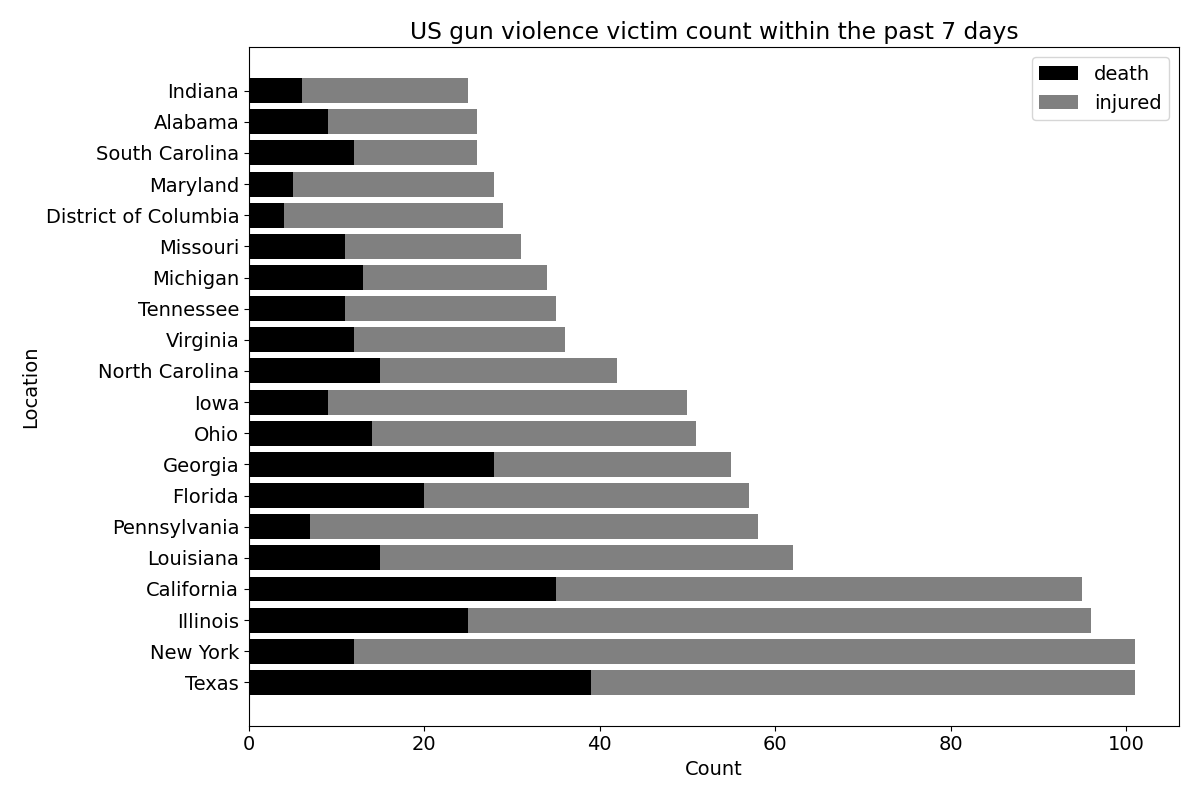 US gun violence victim count within the past 7 days
death
injured
Indiana
Alabama
South Carolina
Maryland
District of Columbia
Missouri
Michigan
Tennessee
Virginia
North Carolina
Iowa
Ohio
Georgia
Florida
Pennsylvania
Louisiana
California
Illinois
New York
Texas
Location
0 20 40 60 80 100
Count